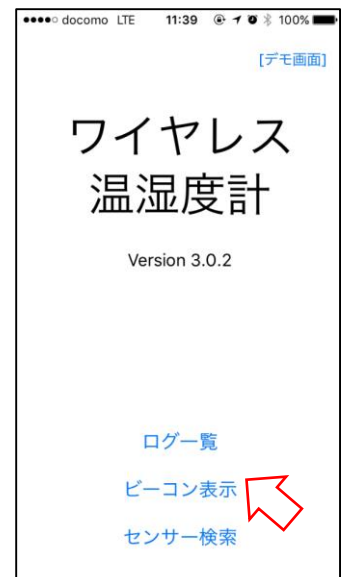 docomo LTE 11:39 100%
[デモ画面]
ワイヤレス
温湿度計
Version 3.0.2
ログ一覧
ビーコン表示
センサー検索